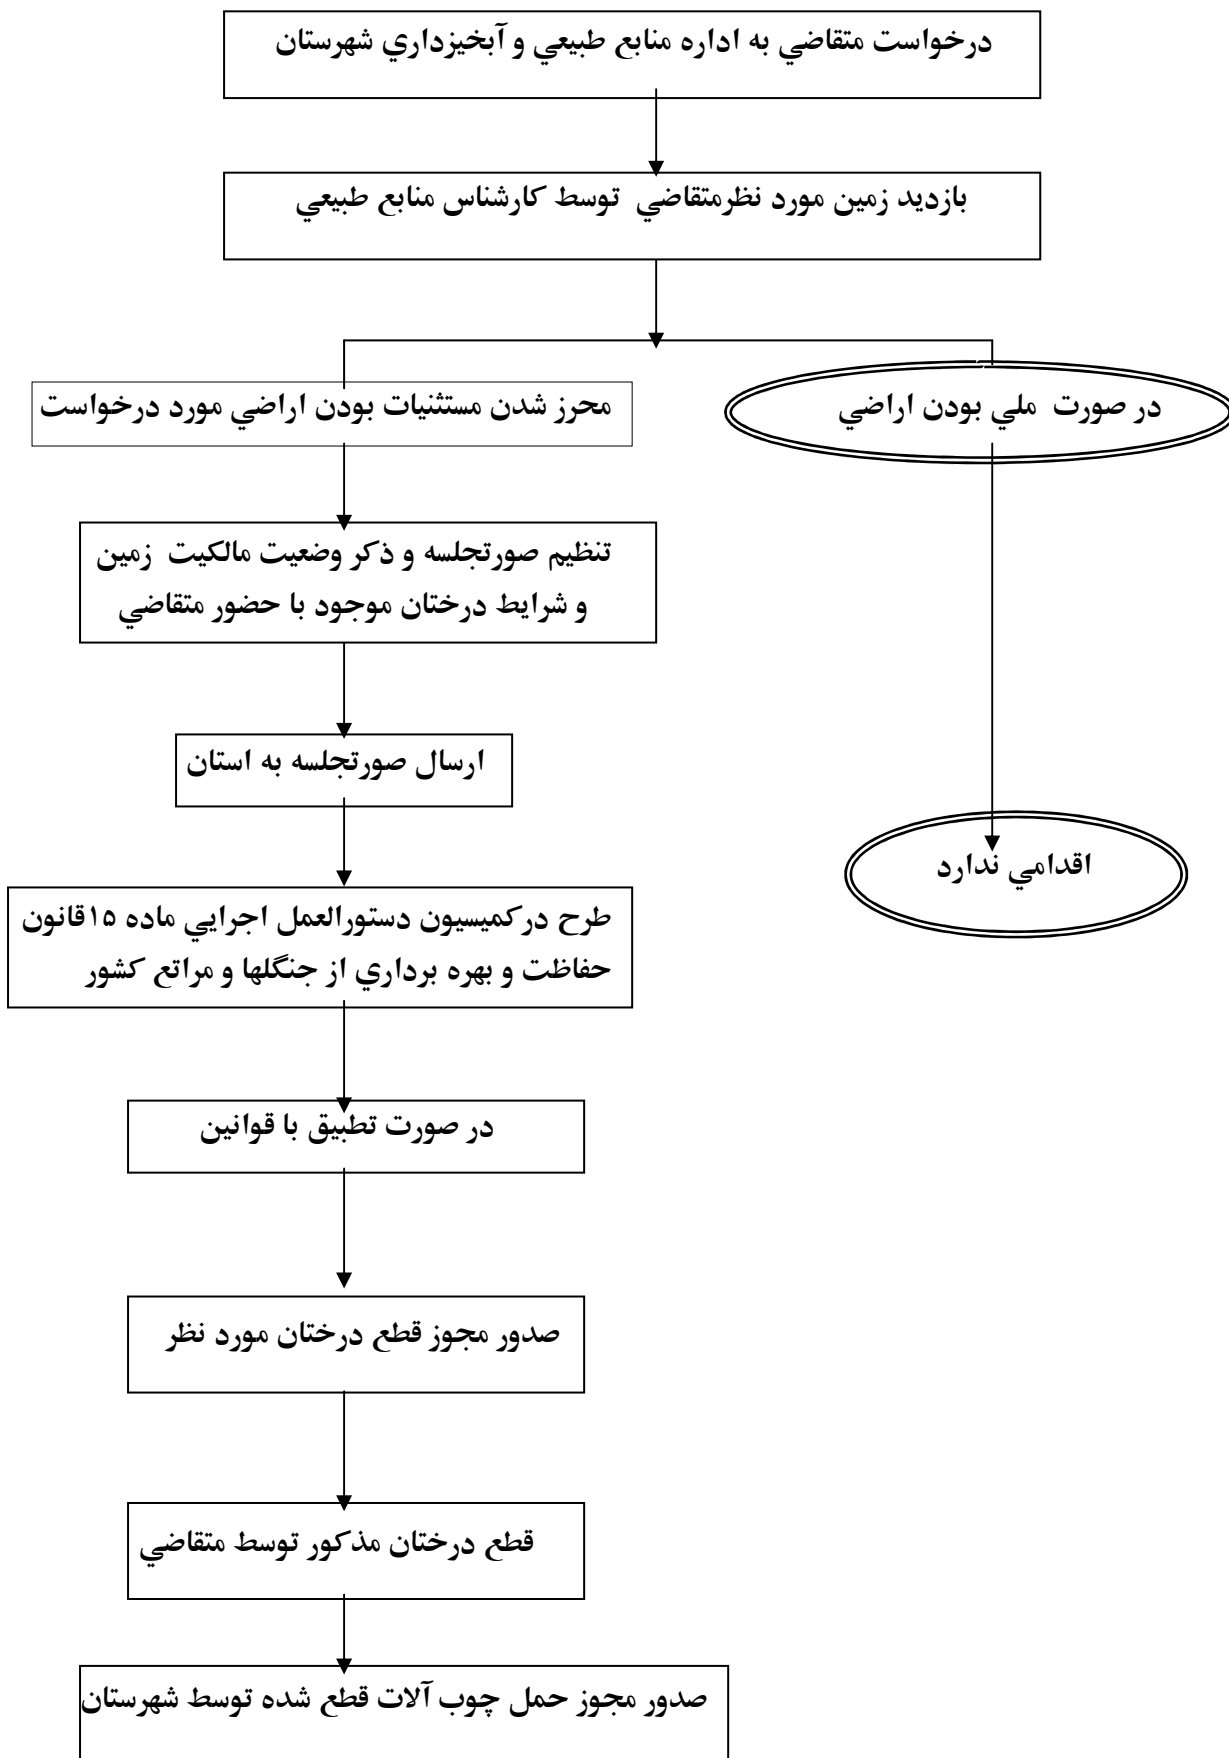 درخواست متقاضي به اداره منابع طبيعي و آبخيزداري شهرستان
بازديد زمين مورد نظرمتقاضي توسط كارشناس منابع طبيعي
در صورت ملي بودن اراضي
محرز شدن مستثنيات بودن اراضي مورد درخواست
تنظيم صورتجلسه و ذكر وضعيت مالكيت زمين
و شرايط درختان موجود با حضور متقاضي
ارسال صورتجلسه به استان
اقدامي ندارد
طرح دركميسيون دستورالعمل اجرايي ماده ۱۵قانون
حفاظت و بهره برداري از جنگلها و مراتع كشور
در صورت تطبيق با قوانين
صدور مجوز قطع درختان مورد نظر
قطع درختان مذكور توسط متقاضي
صدور مجوز حمل چوب آلات قطع شده توسط شهرستان